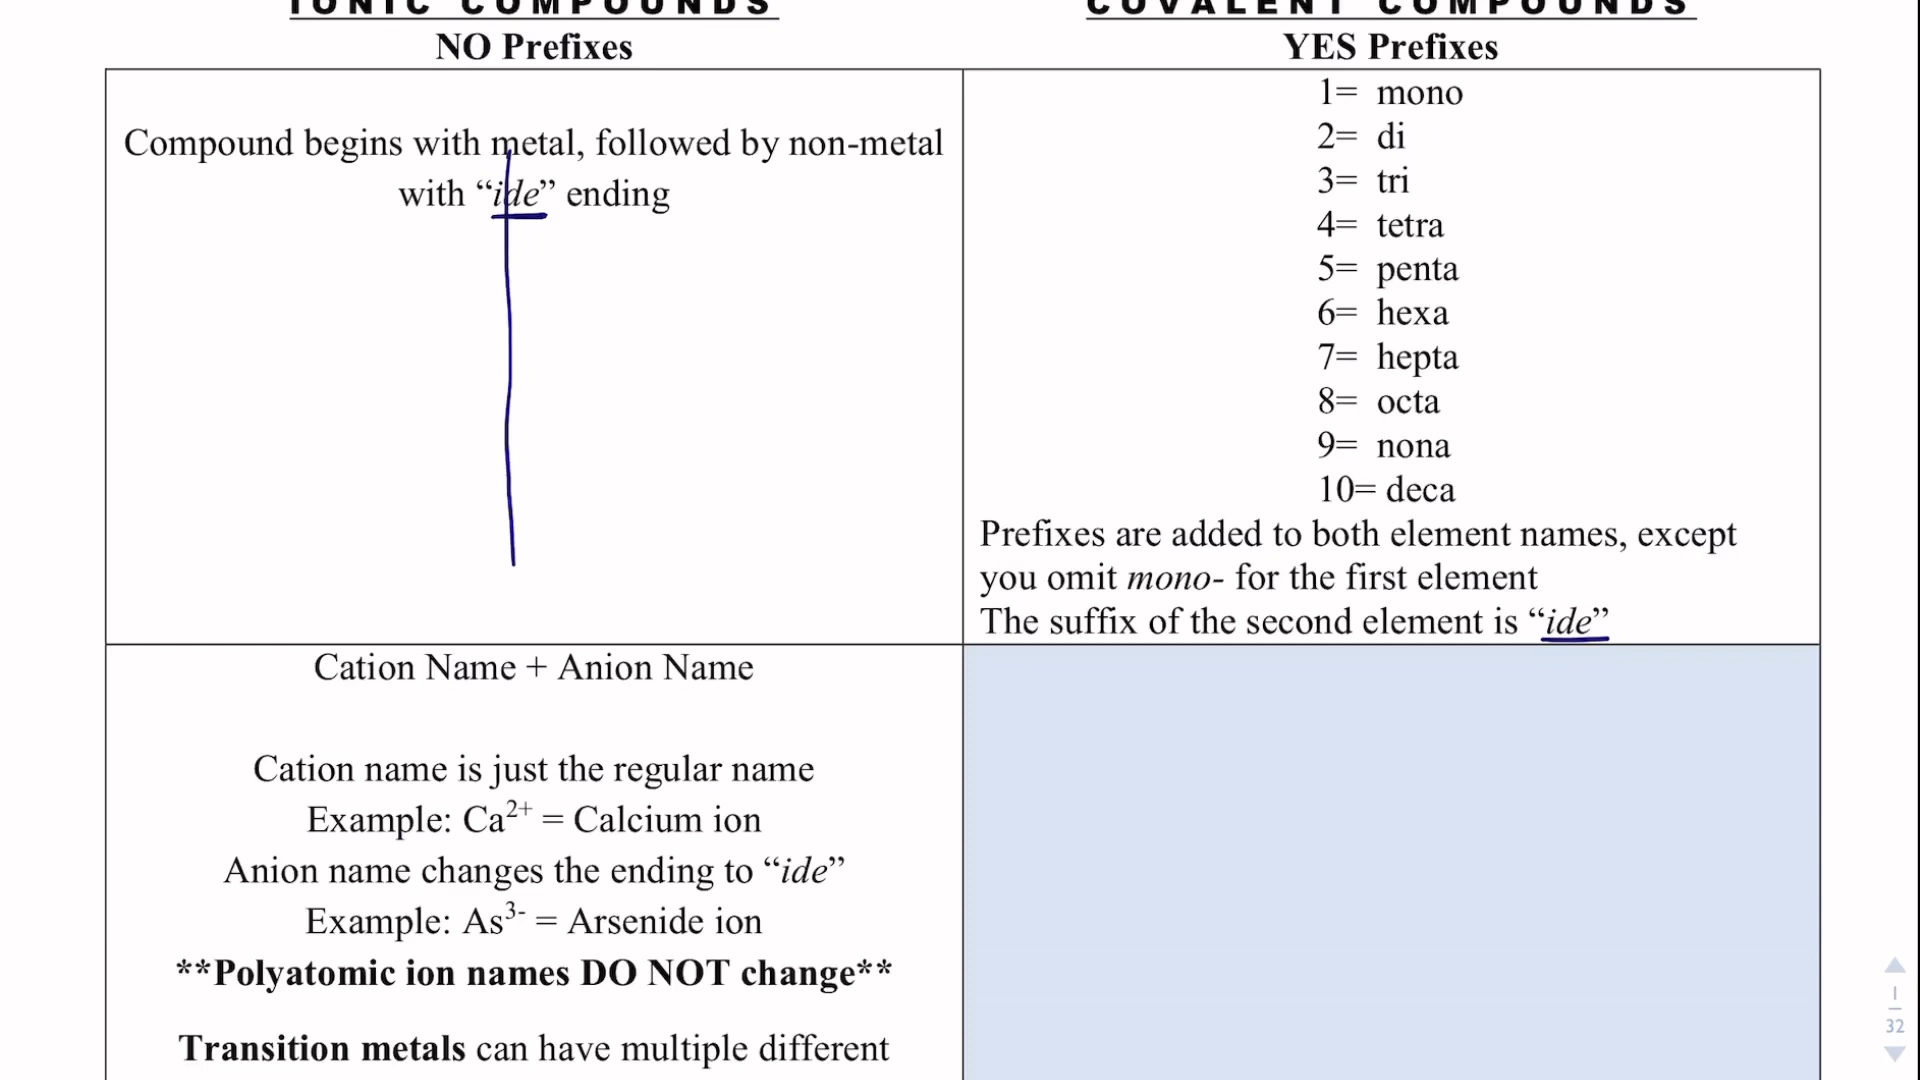 IONIC COMPOUNDS
NO Prefixes
Compound begins with metal, followed by non-metal
with “ide” ending
Cation Name + Anion Name
Cation name is just the regular name
Example: Ca²⁺ = Calcium ion
Anion name changes the ending to “ide”
Example: As³⁻ = Arsenide ion
**Polyatomic ion names DO NOT change**
Transition metals can have multiple different
COVALENT COMPOUNDS
YES Prefixes
1= mono
2= di
3= tri
4= tetra
5= penta
6= hexa
7= hepta
8= octa
9= nona
10= deca
Prefixes are added to both element names, except
you omit mono- for the first element
The suffix of the second element is “ide”
1
32